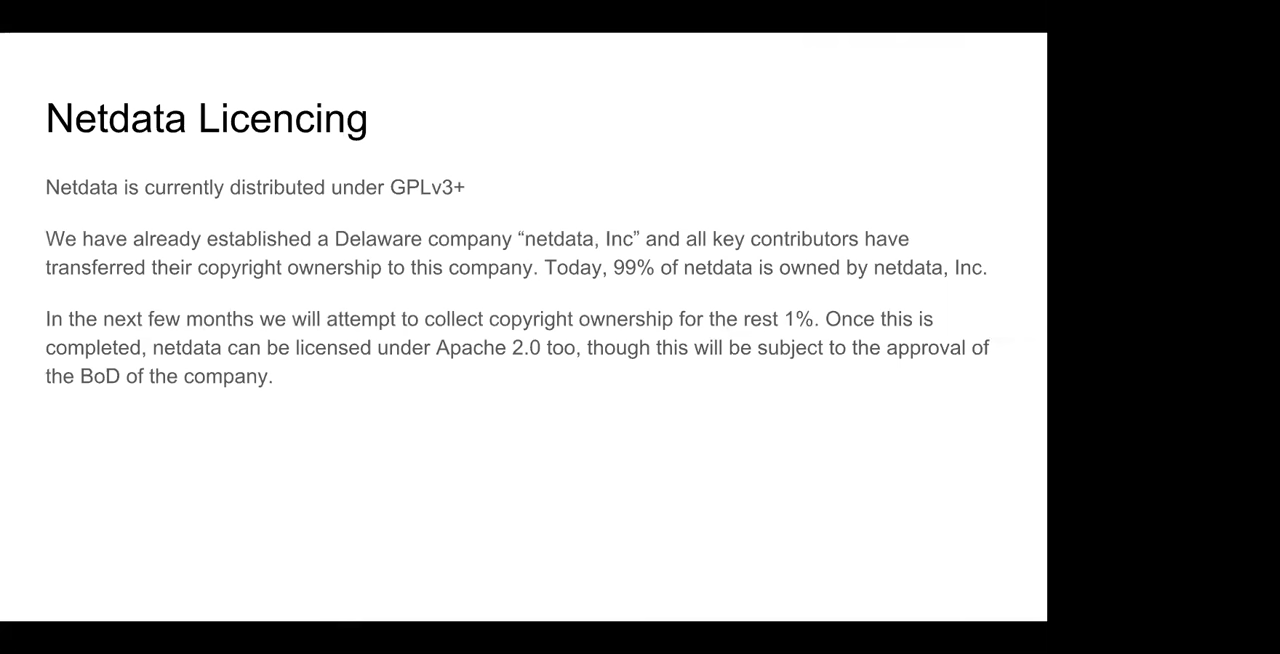 Netdata Licencing
Netdata is currently distributed under GPLv3+
We have already established a Delaware company “netdata, Inc” and all key contributors have
transferred their copyright ownership to this company. Today, 99% of netdata is owned by netdata, Inc.
In the next few months we will attempt to collect copyright ownership for the rest 1%. Once this is
completed, netdata can be licensed under Apache 2.0 too, though this will be subject to the approval of
the BoD of the company.